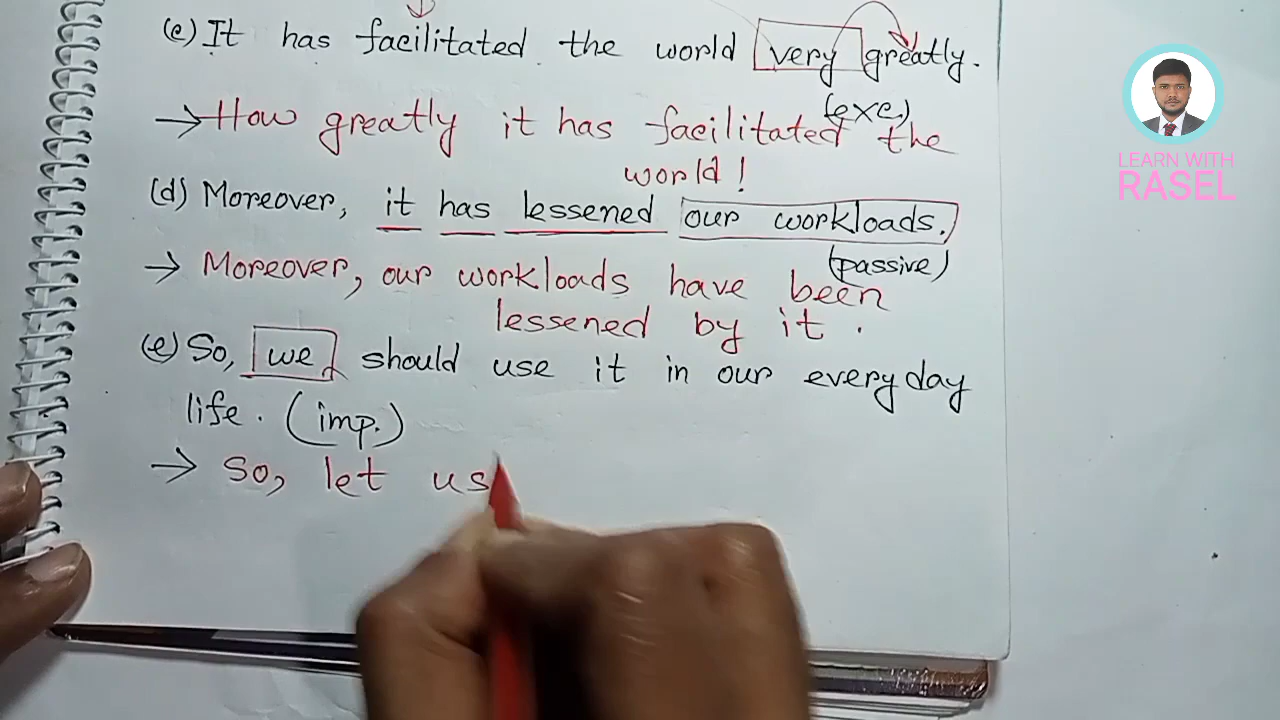 (e) It has facilitated the world very greatly.
(exe)
→ How greatly it has facilitated the
world!
(d) Moreover, it has lessened our workloads.
(passive)
→ Moreover, our workloads have been
lessened by it.
(e) So, we should use it in our everyday
life. (imp.)
→ So, let us
LEARN WITH
RASEL